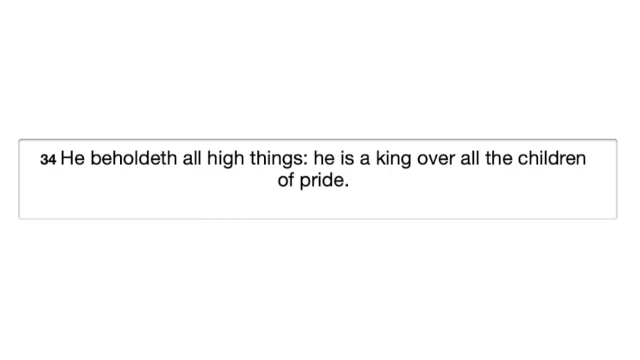 34 He beholdeth all high things: he is a king over all the children
of pride.